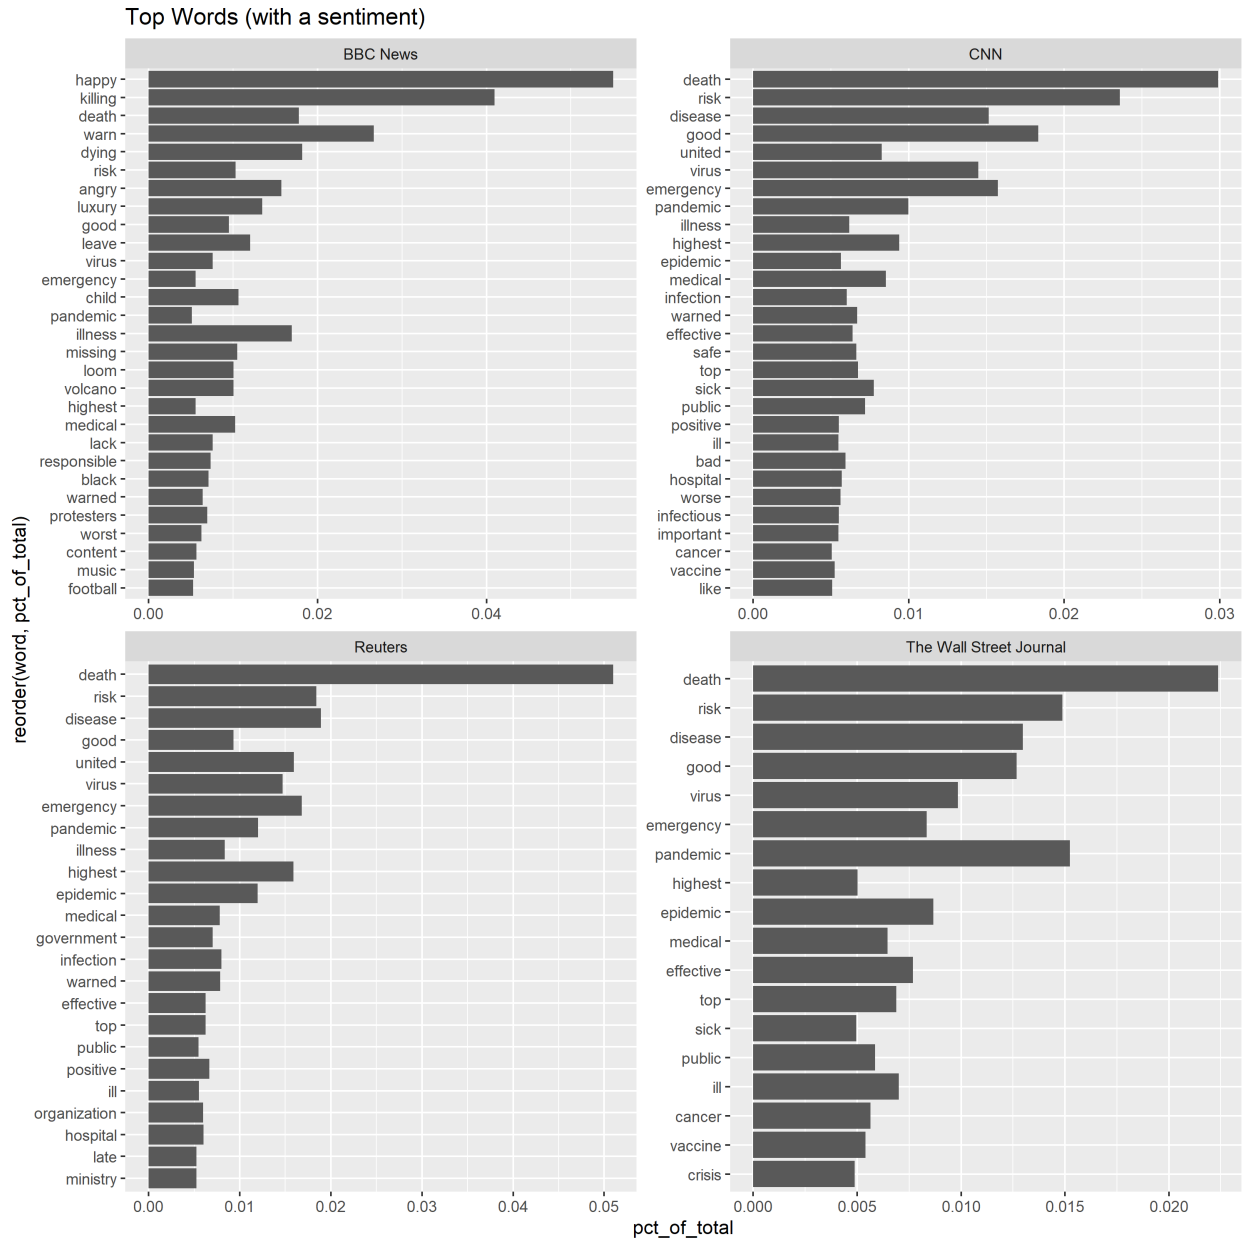 Top Words (with a sentiment)
BBC News
happy
killing
death
warn
dying
risk
angry
luxury
good
leave
virus
emergency
child
pandemic
illness
missing
loom
volcano
highest
medical
lack
responsible
black
warned
protesters
worst
content
music
football
0.00 0.02 0.04
CNN
death
risk
disease
good
united
virus
emergency
pandemic
illness
highest
epidemic
medical
infection
warned
effective
safe
top
sick
public
positive
ill
bad
hospital
worse
infectious
important
cancer
vaccine
like
0.00 0.01 0.02 0.03
Reuters
death
risk
disease
good
united
virus
emergency
pandemic
illness
highest
epidemic
medical
government
infection
warned
effective
top
public
positive
ill
organization
hospital
late
ministry
0.00 0.01 0.02 0.03 0.04 0.05
The Wall Street Journal
death
risk
disease
good
virus
emergency
pandemic
highest
epidemic
medical
effective
top
sick
public
ill
cancer
vaccine
crisis
0.000 0.005 0.010 0.015 0.020
reorder(word, pct_of_total)
pct_of_total